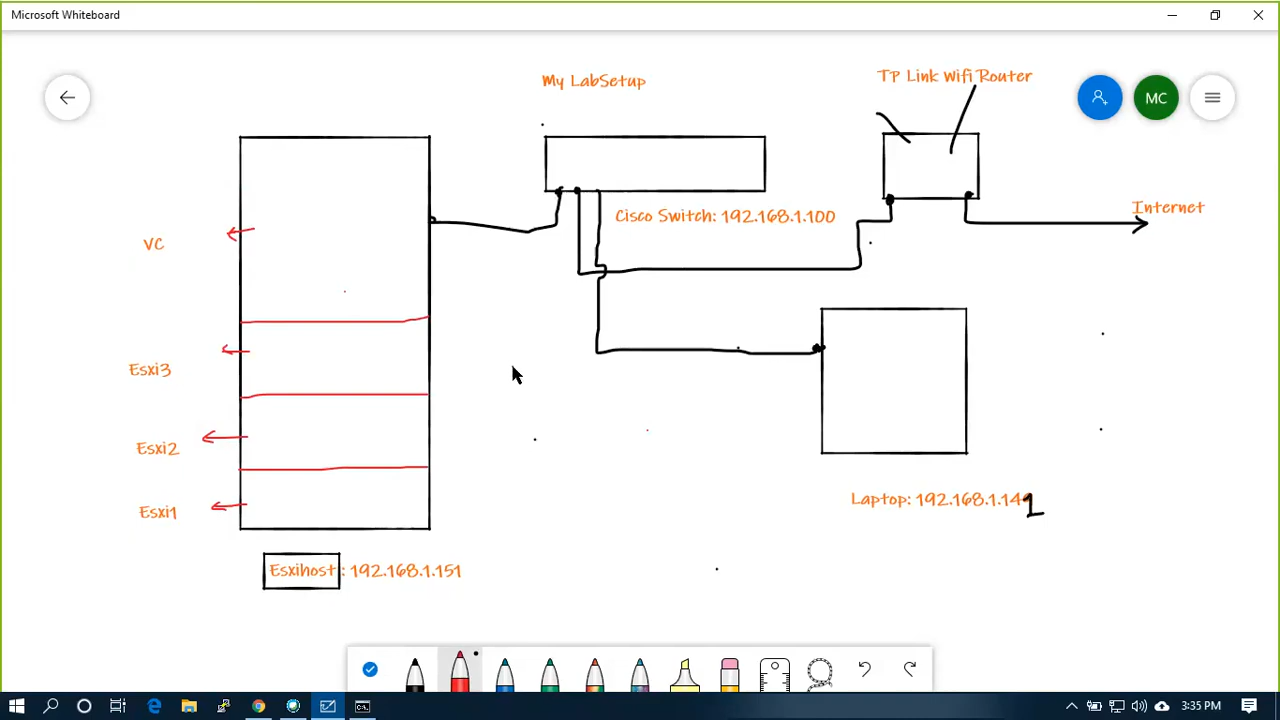 Microsoft Whiteboard
My LabSetup
TP Link Wifi Router
MC
Internet
Cisco Switch: 192.168.1.100
VC
Esxi3
Esxi2
Esxi1
Laptop: 192.168.1.14
Esxihost : 192.168.1.151
3:35 PM